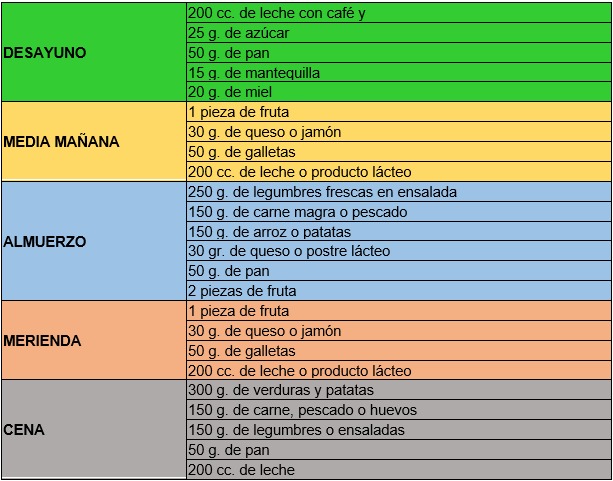 DESAYUNO
200 cc. de leche con café y
25 g. de azúcar
50 g. de pan
15 g. de mantequilla
20 g. de miel
MEDIA MAÑANA
1 pieza de fruta
30 g. de queso o jamón
50 g. de galletas
200 cc. de leche o producto lácteo
ALMUERZO
250 g. de legumbres frescas en ensalada
150 g. de carne magra o pescado
150 g. de arroz o patatas
30 gr. de queso o postre lácteo
50 g. de pan
2 piezas de fruta
MERIENDA
1 pieza de fruta
30 g. de queso o jamón
50 g. de galletas
200 cc. de leche o producto lácteo
CENA
300 g. de verduras y patatas
150 g. de carne, pescado o huevos
150 g. de legumbres o ensaladas
50 g. de pan
200 cc. de leche